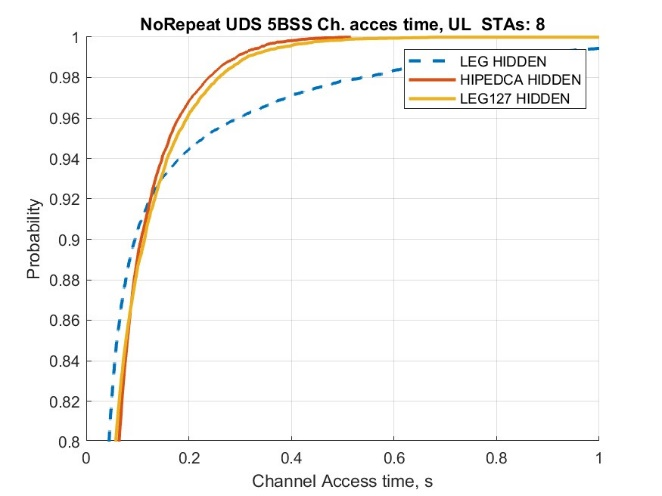 NoRepeat UDS 5BSS Ch. acces time, UL STAs: 8
LEG HIDDEN
HIPEDCA HIDDEN
LEG127 HIDDEN
Probability
1
0.98
0.96
0.94
0.92
0.9
0.88
0.86
0.84
0.82
0.8
0 0.2 0.4 0.6 0.8 1
Channel Access time, s